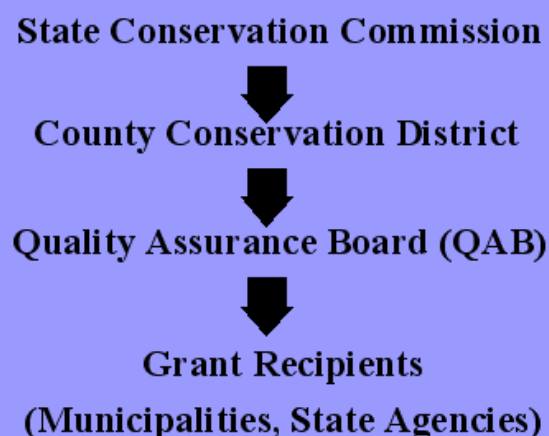 State Conservation Commission
County Conservation District
Quality Assurance Board (QAB)
Grant Recipients
(Municipalities, State Agencies)